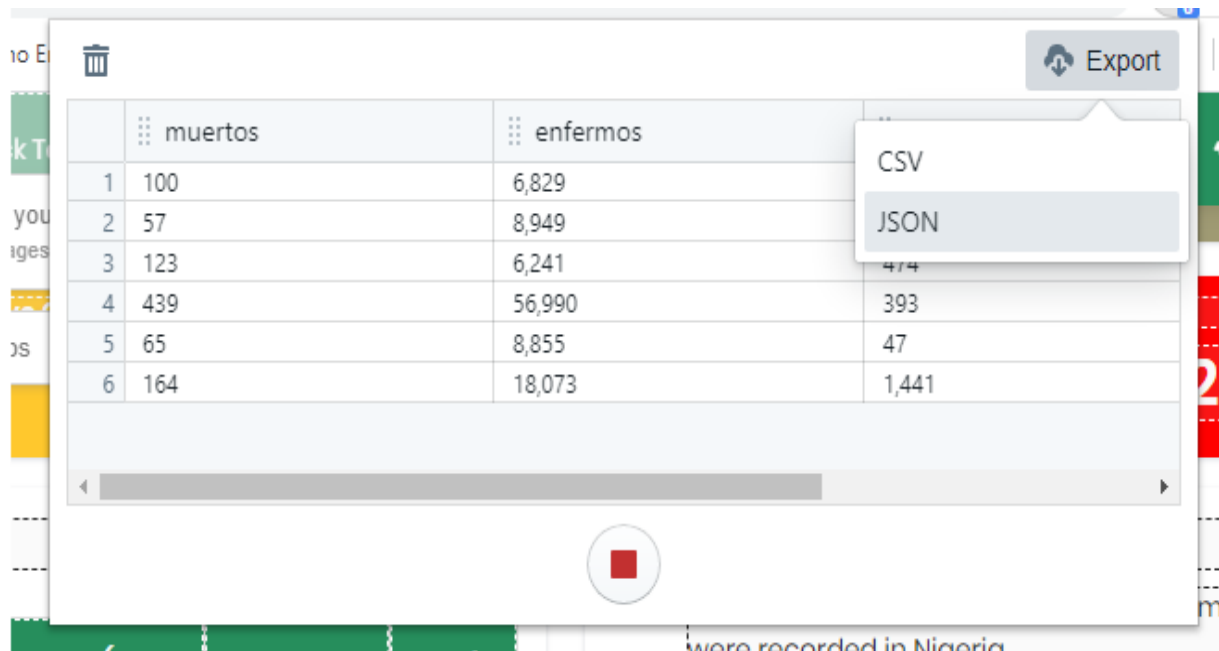 Export
muertos enfermos
CSV
JSON
1 100 6,829
2 57 8,949
3 123 6,241 474
4 439 56,990 393
5 65 8,855 47
6 164 18,073 1,441
you
2
were recorded in Nigeria